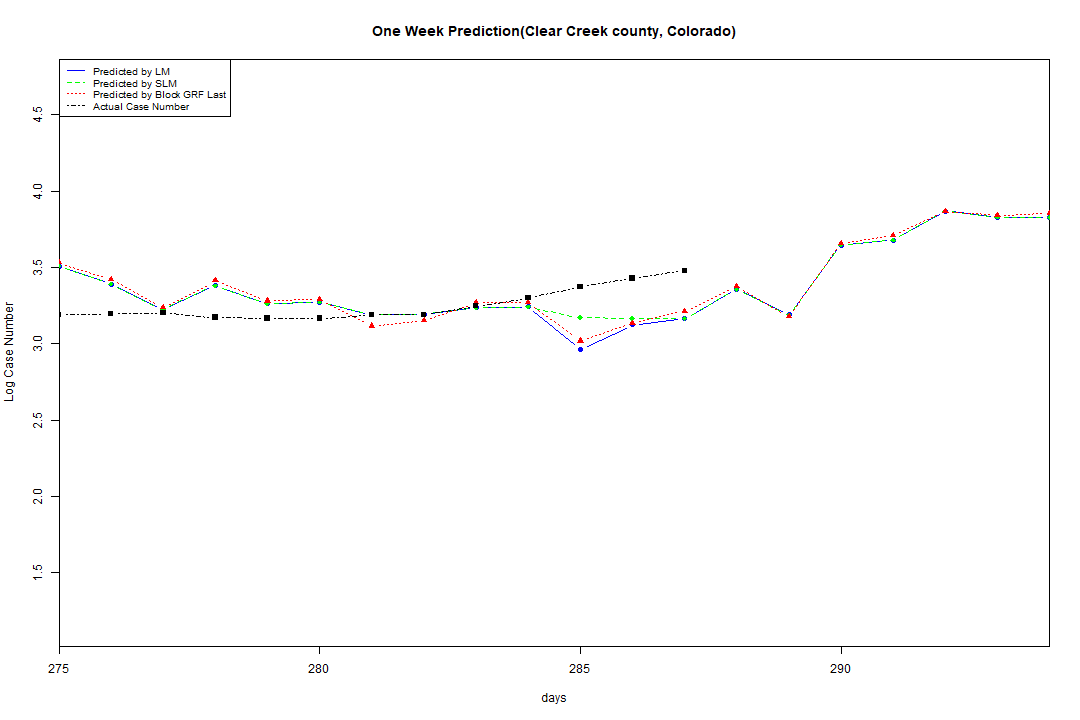 One Week Prediction(Clear Creek county, Colorado)
Predicted by LM
Predicted by SLM
Predicted by Block GRF Last
Actual Case Number
4.5
4.0
3.5
3.0
2.5
2.0
1.5
Log Case Number
275
280
285
290
days